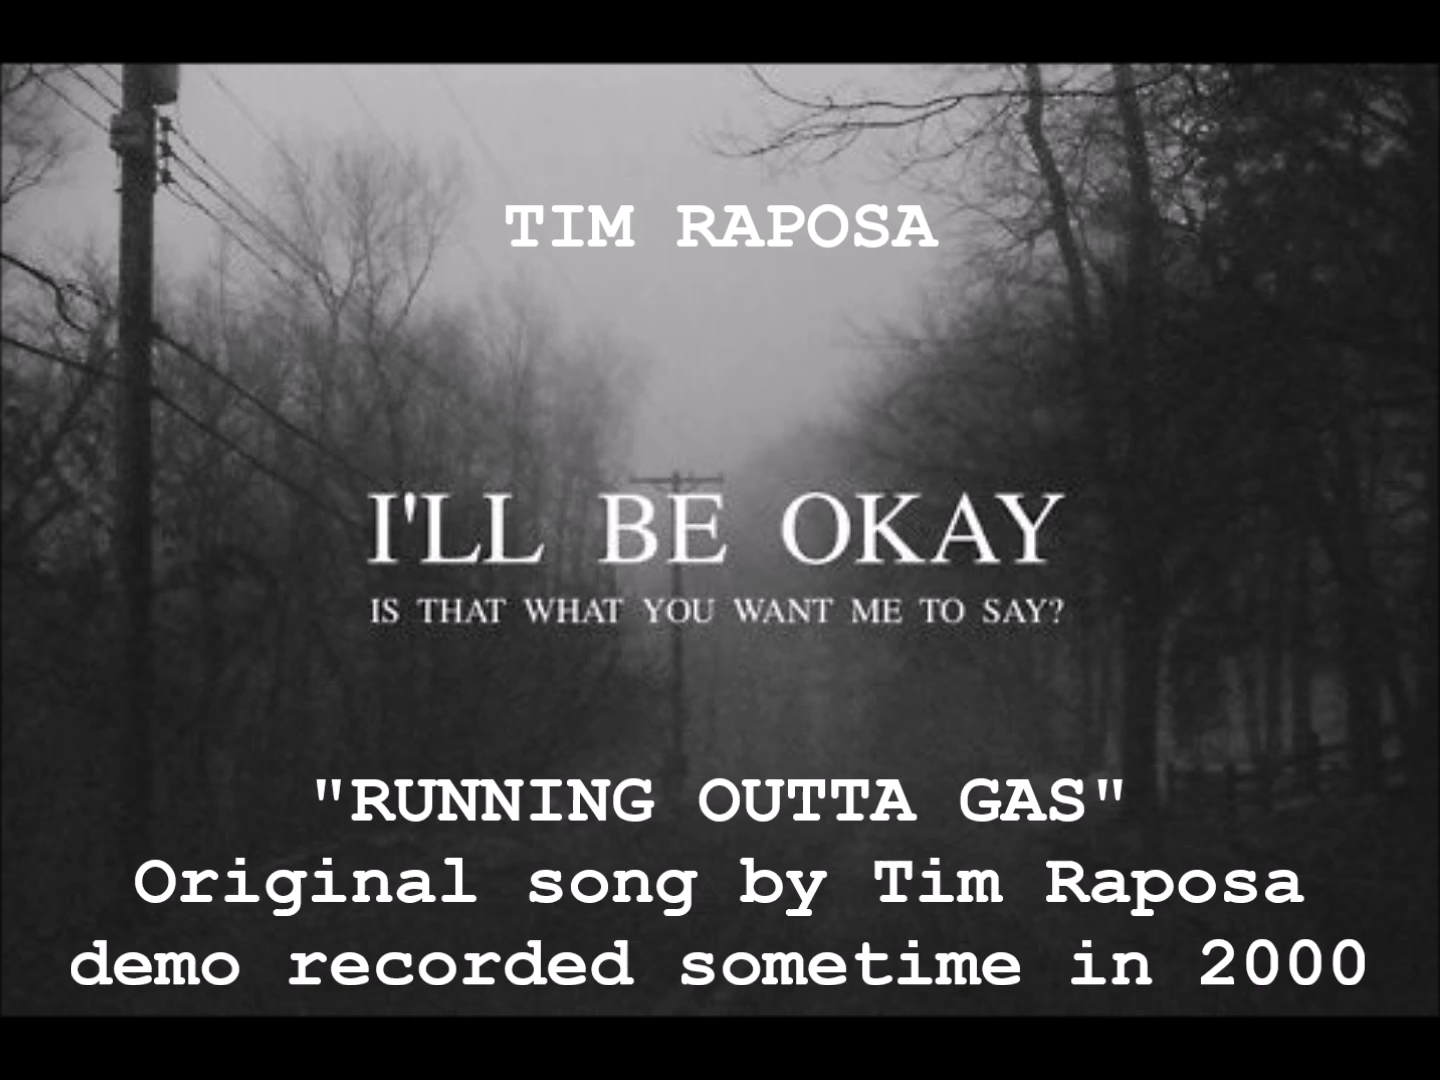 TIM RAPOSA
I'LL BE OKAY
IS THAT WHAT YOU WANT ME TO SAY?
"RUNNING OUTTA GAS"
Original song by Tim Raposa
demo recorded sometime in 2000